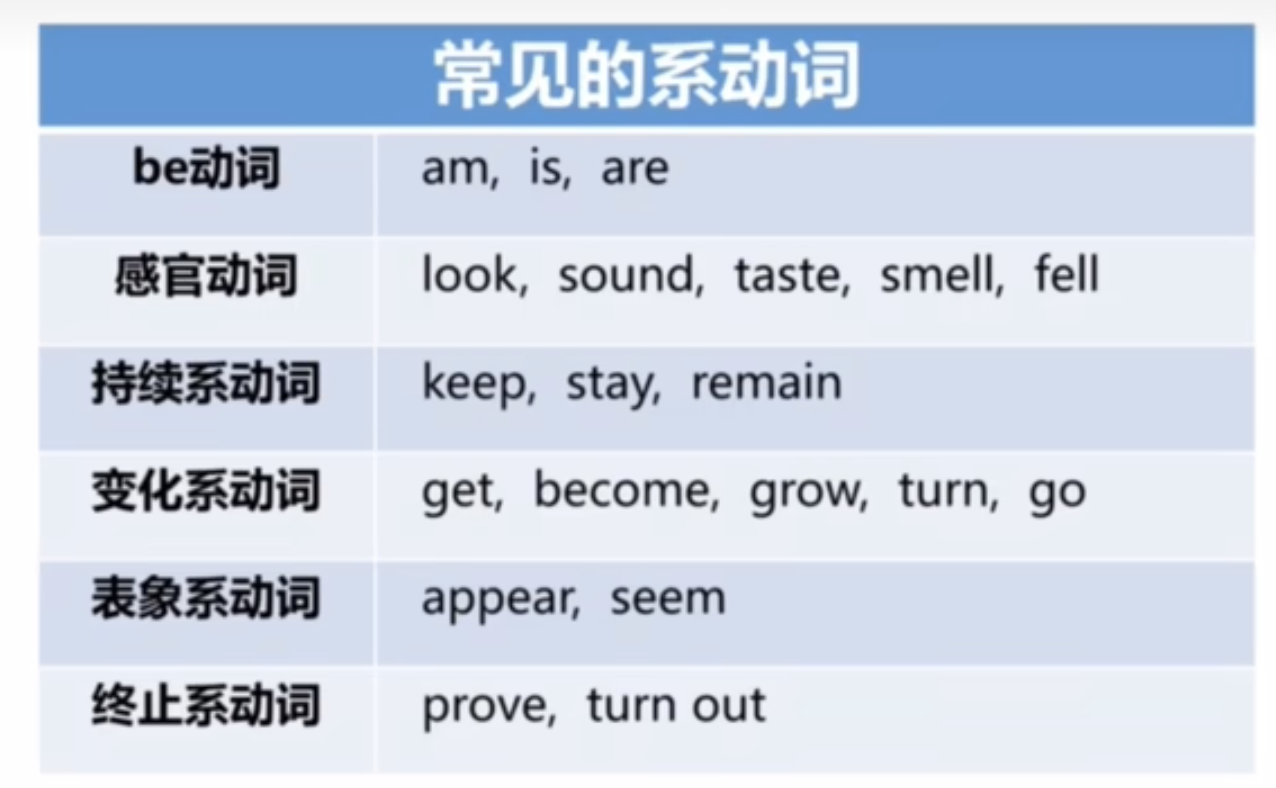 常见的系动词
be动词 am, is, are
感官动词 look, sound, taste, smell, fell
持续系动词 keep, stay, remain
变化系动词 get, become, grow, turn, go
表象系动词 appear, seem
终止系动词 prove, turn out